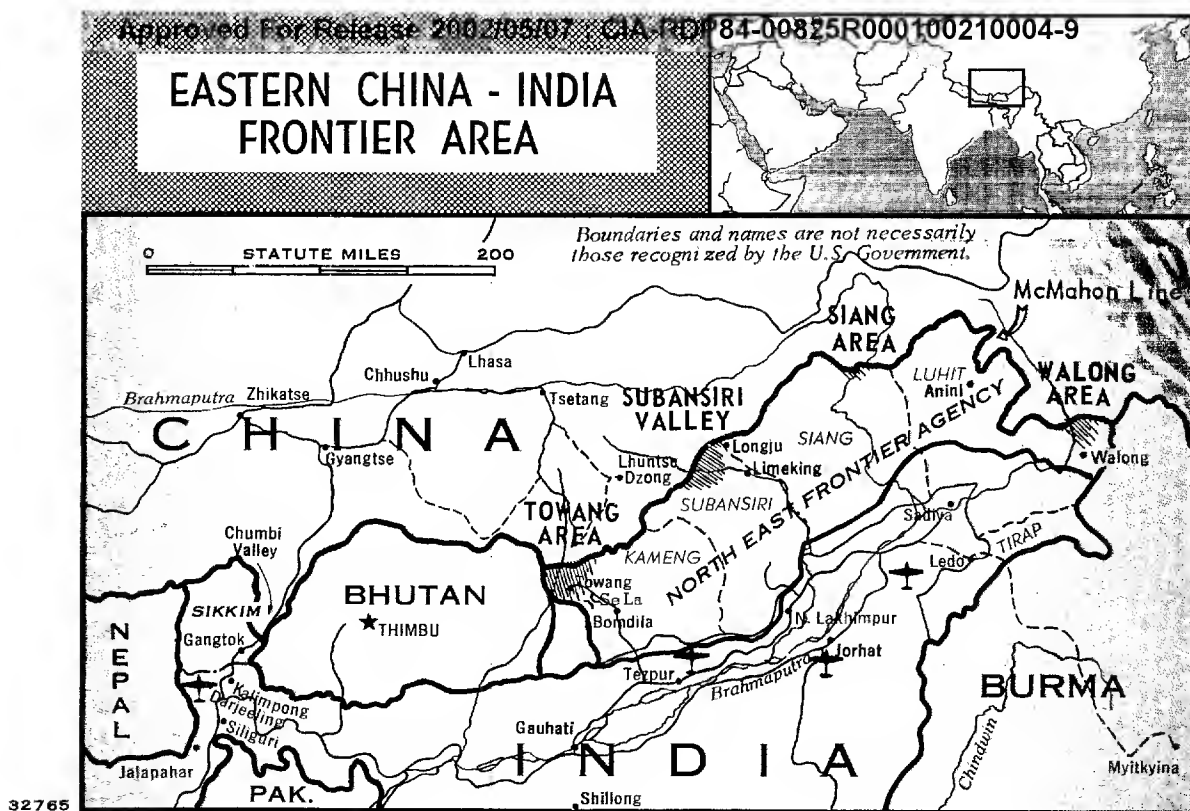 Approved For Release 2002/05/07 : CIA-RDP84-00825R000100210004-9
EASTERN CHINA - INDIA
FRONTIER AREA
0 STATUTE MILES 200
Boundaries and names are not necessarily
those recognized by the U.S. Government.
McMahon Line
SIANG
AREA
Lhasa
Chhushu
LUHIT
Anini
WALONG
AREA
Brahmaputra
Zhikatse
Tsetang
SUBANSIRI
VALLEY
CHINA
Gyangtse
Longju
SIANG
Walong
Lhuntse
Dzong
Limeking
NORTH EAST FRONTIER AGENCY
TOWANG
AREA
SUBANSIRI
Sadiya
Chumbi
Valley
KAMENG
TIRAP
Ledo
BHUTAN
Towang
Se La
Bomdila
SIKKIM
THIMBU
N. Lakhimpur
NEPAL
Gangtok
Jorhat
Tezpur
Brahmaputra
BURMA
Kalimpong
Darjeeling
Siliguri
Gauhati
INDIA
Chindwin
Jalapahar
PAK.
Shillong
Myitkyina
32765